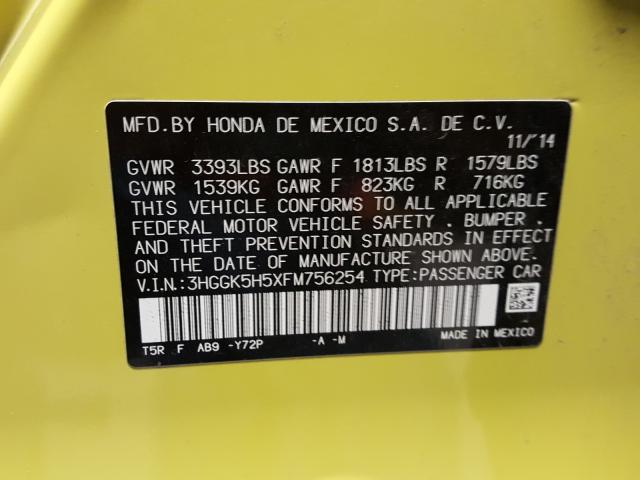 MFD.BY HONDA DE MEXICO S.A. DE C.V.
11/'14
GVWR 3393LBS GAWR F 1813LBS R 1579LBS
GVWR 1539KG GAWR F 823KG R 716KG
THIS VEHICLE CONFORMS TO ALL APPLICABLE
FEDERAL MOTOR VEHICLE SAFETY , BUMPER ,
AND THEFT PREVENTION STANDARDS IN EFFECT
ON THE DATE OF MANUFACTURE SHOWN ABOVE.
V.I.N:3HGGK5H5XFM756254 TYPE:PASSENGER CAR
T5R F AB9 -Y72P -A -M MADE IN MEXICO